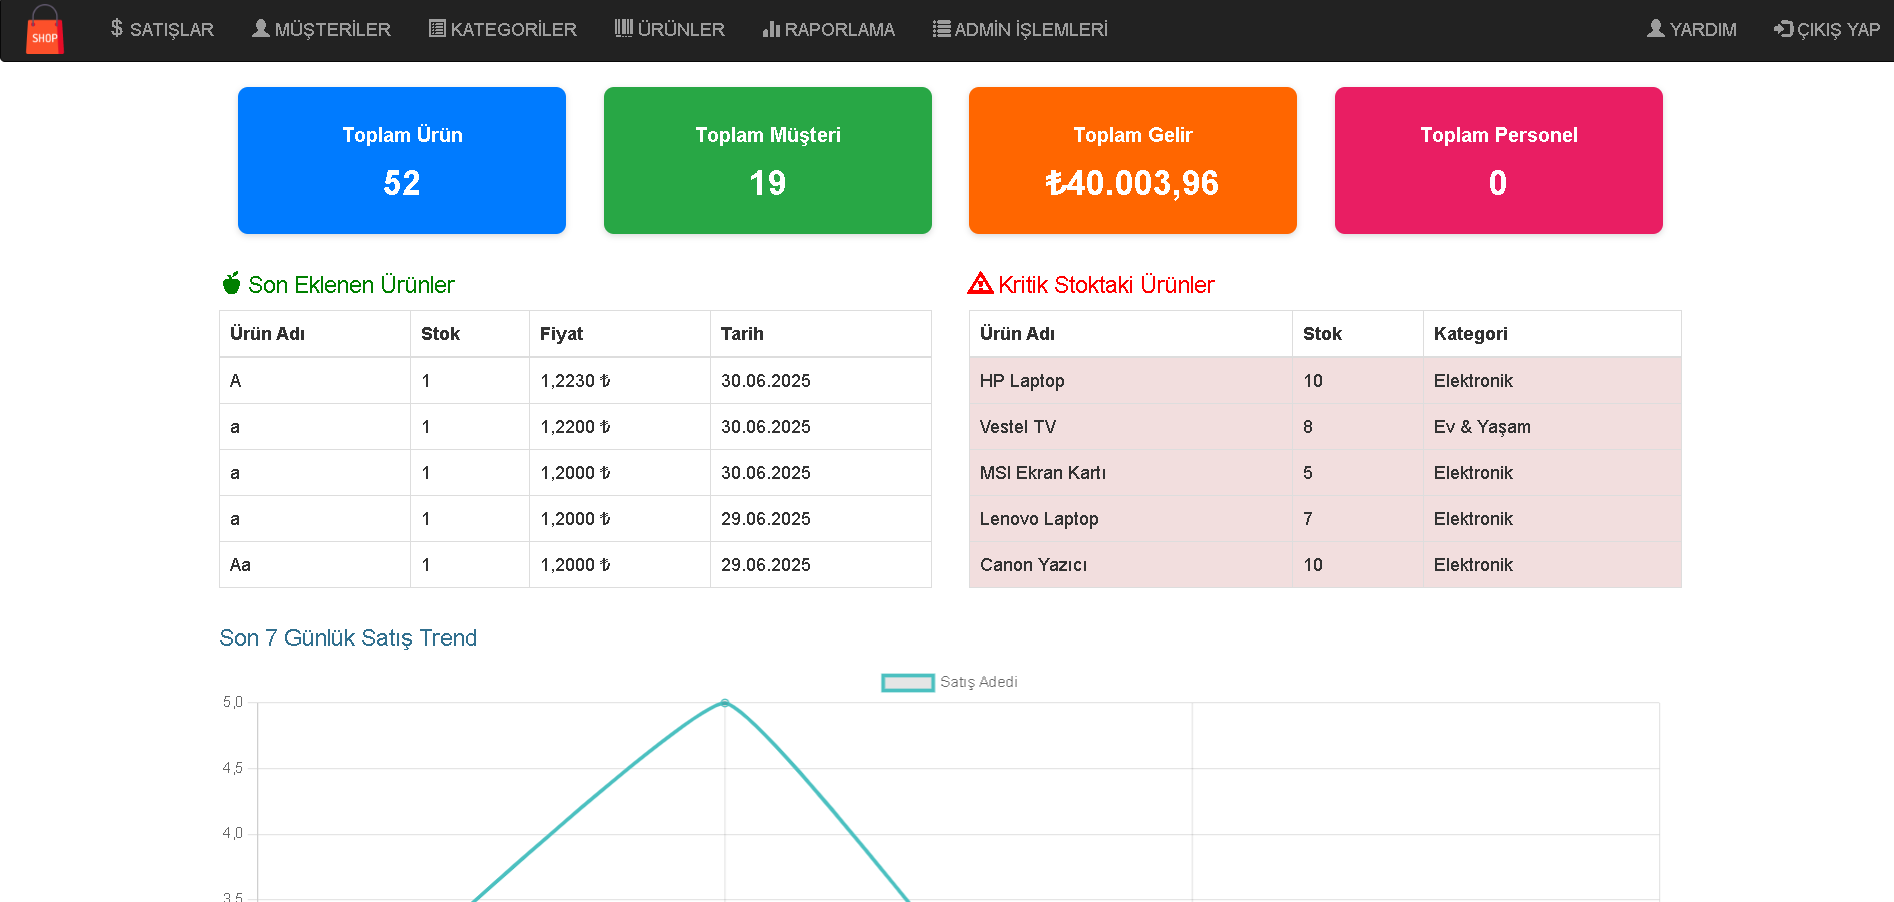 SHOP
SATIŞLAR MÜŞTERİLER KATEGORİLER ÜRÜNLER RAPORLAMA ADMİN İŞLEMLERİ YARDIM ÇIKIŞ YAP
Toplam Ürün
52
Toplam Müşteri
19
Toplam Gelir
₺40.003,96
Toplam Personel
0
Son Eklenen Ürünler
Ürün Adı Stok Fiyat Tarih
A 1 1,2230 ₺ 30.06.2025
a 1 1,2200 ₺ 30.06.2025
a 1 1,2000 ₺ 30.06.2025
a 1 1,2000 ₺ 29.06.2025
Aa 1 1,2000 ₺ 29.06.2025
Kritik Stoktaki Ürünler
Ürün Adı Stok Kategori
HP Laptop 10 Elektronik
Vestel TV 8 Ev & Yaşam
MSI Ekran Kartı 5 Elektronik
Lenovo Laptop 7 Elektronik
Canon Yazıcı 10 Elektronik
Son 7 Günlük Satış Trend
Satış Adedi
5,0
4,5
4,0
3,5